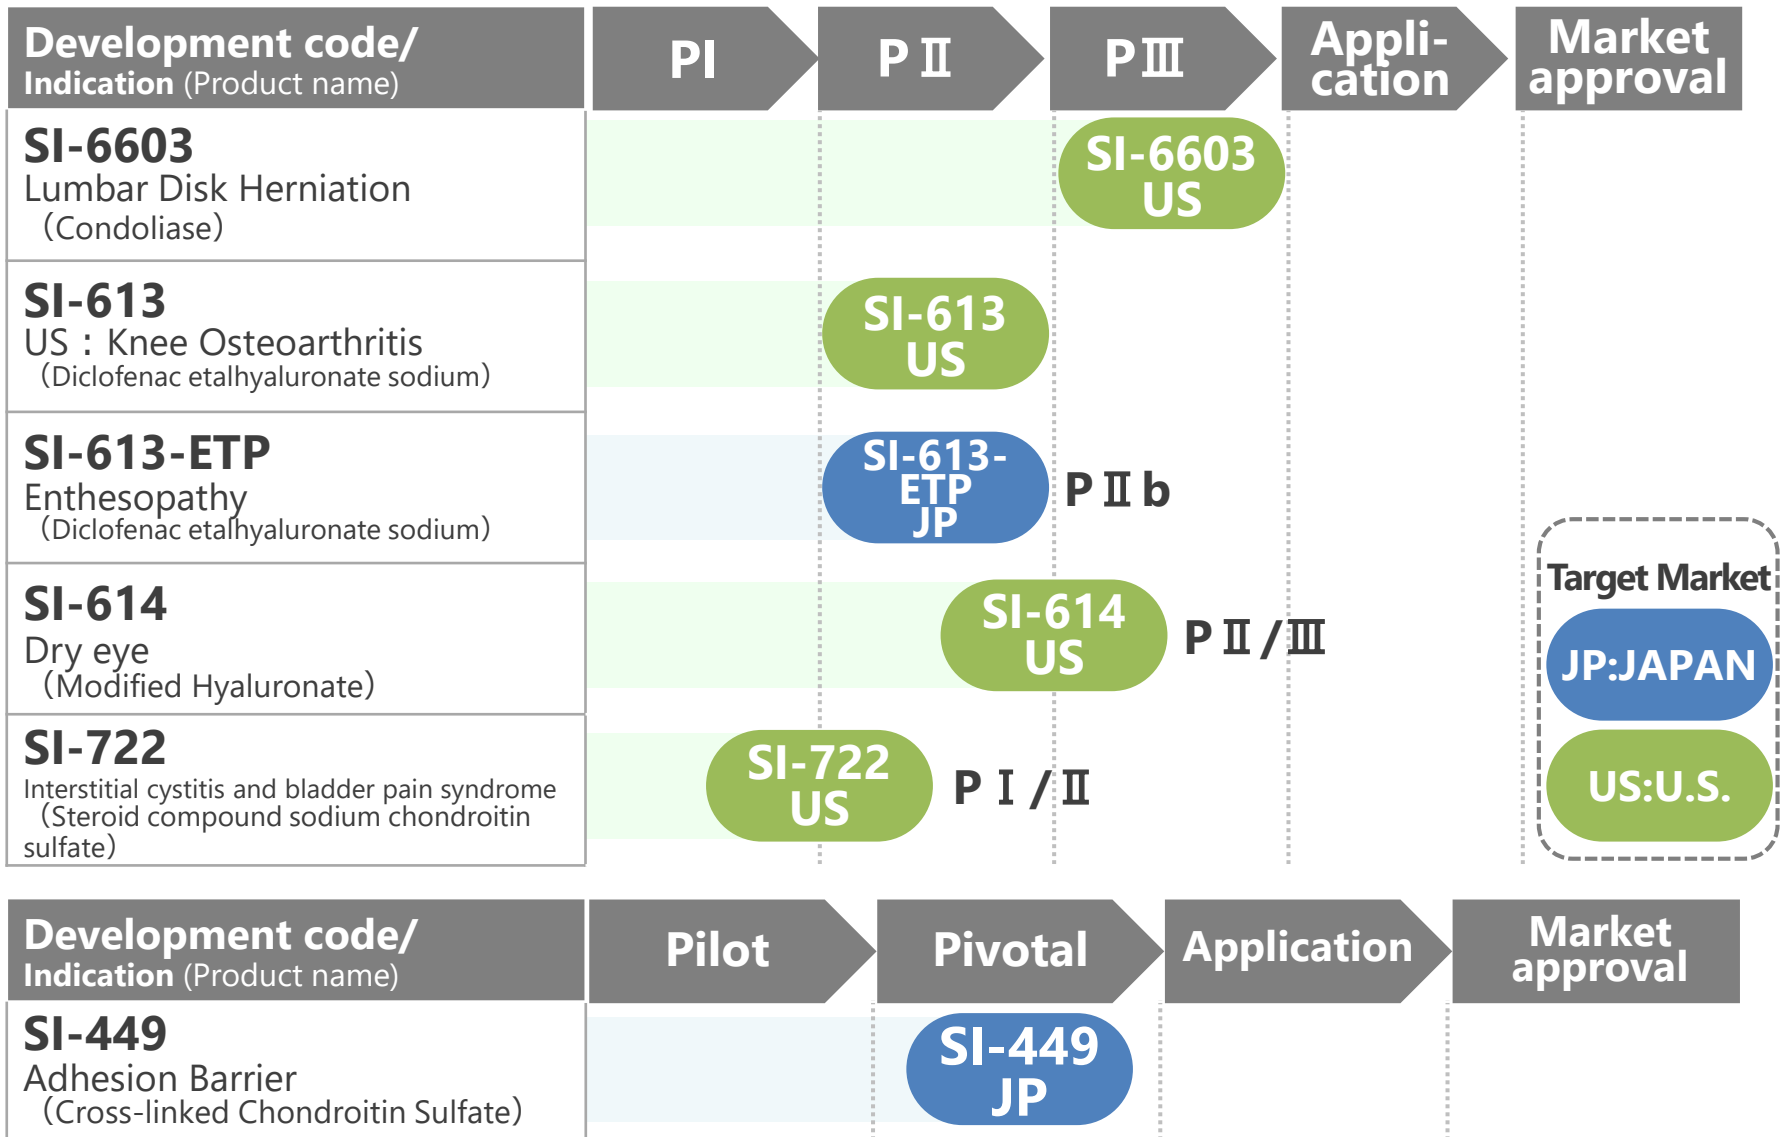 Development code/
Indication (Product name)
PI
PⅡ
PⅢ
Appli-
cation
Market
approval
SI-6603
Lumbar Disk Herniation
（Condoliase）
SI-6603
US
SI-613
US：Knee Osteoarthritis
（Diclofenac etalhyaluronate sodium）
SI-613
US
SI-613-ETP
Enthesopathy
（Diclofenac etalhyaluronate sodium）
SI-613-
ETP
JP
PⅡb
SI-614
Dry eye
（Modified Hyaluronate）
SI-614
US
PⅡ/Ⅲ
SI-722
Interstitial cystitis and bladder pain syndrome
（Steroid compound sodium chondroitin
sulfate）
SI-722
US
PⅠ/Ⅱ
Target Market
JP:JAPAN
US:U.S.
Development code/
Indication (Product name)
Pilot
Pivotal
Application
Market
approval
SI-449
Adhesion Barrier
（Cross-linked Chondroitin Sulfate）
SI-449
JP